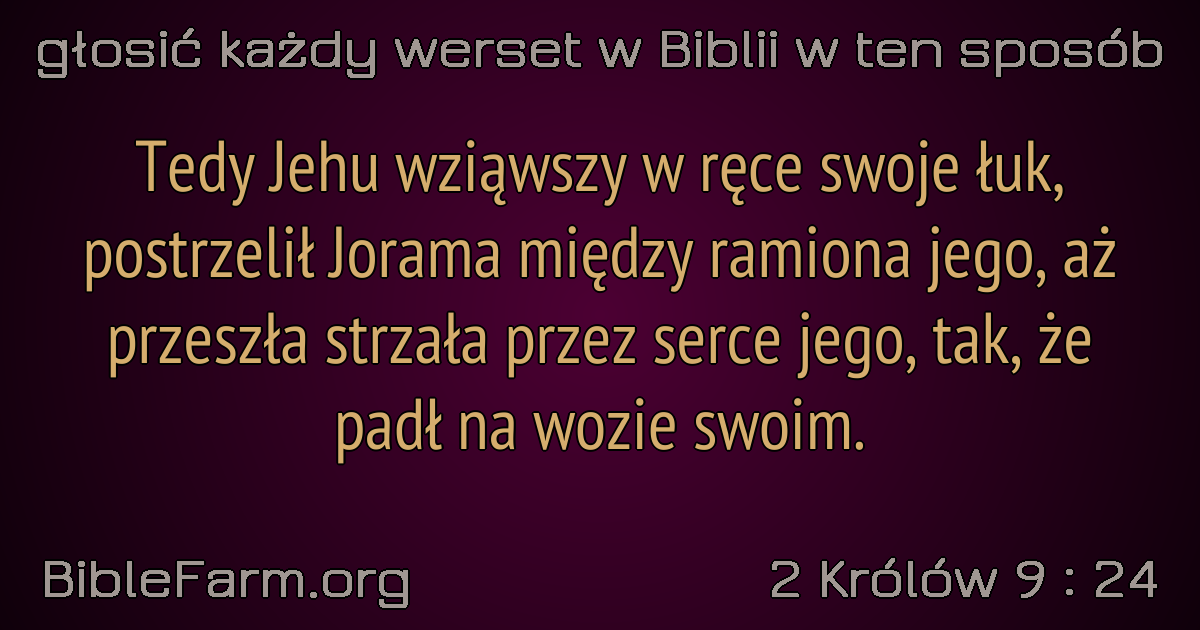 głosić każdy werset w Biblii w ten sposób
Tedy Jehu wziąwszy w ręce swoje łuk,
postrzelił Jorama między ramiona jego, aż
przeszła strzała przez serce jego, tak, że
padł na wozie swoim.
BibleFarm.org
2 Królów 9 : 24